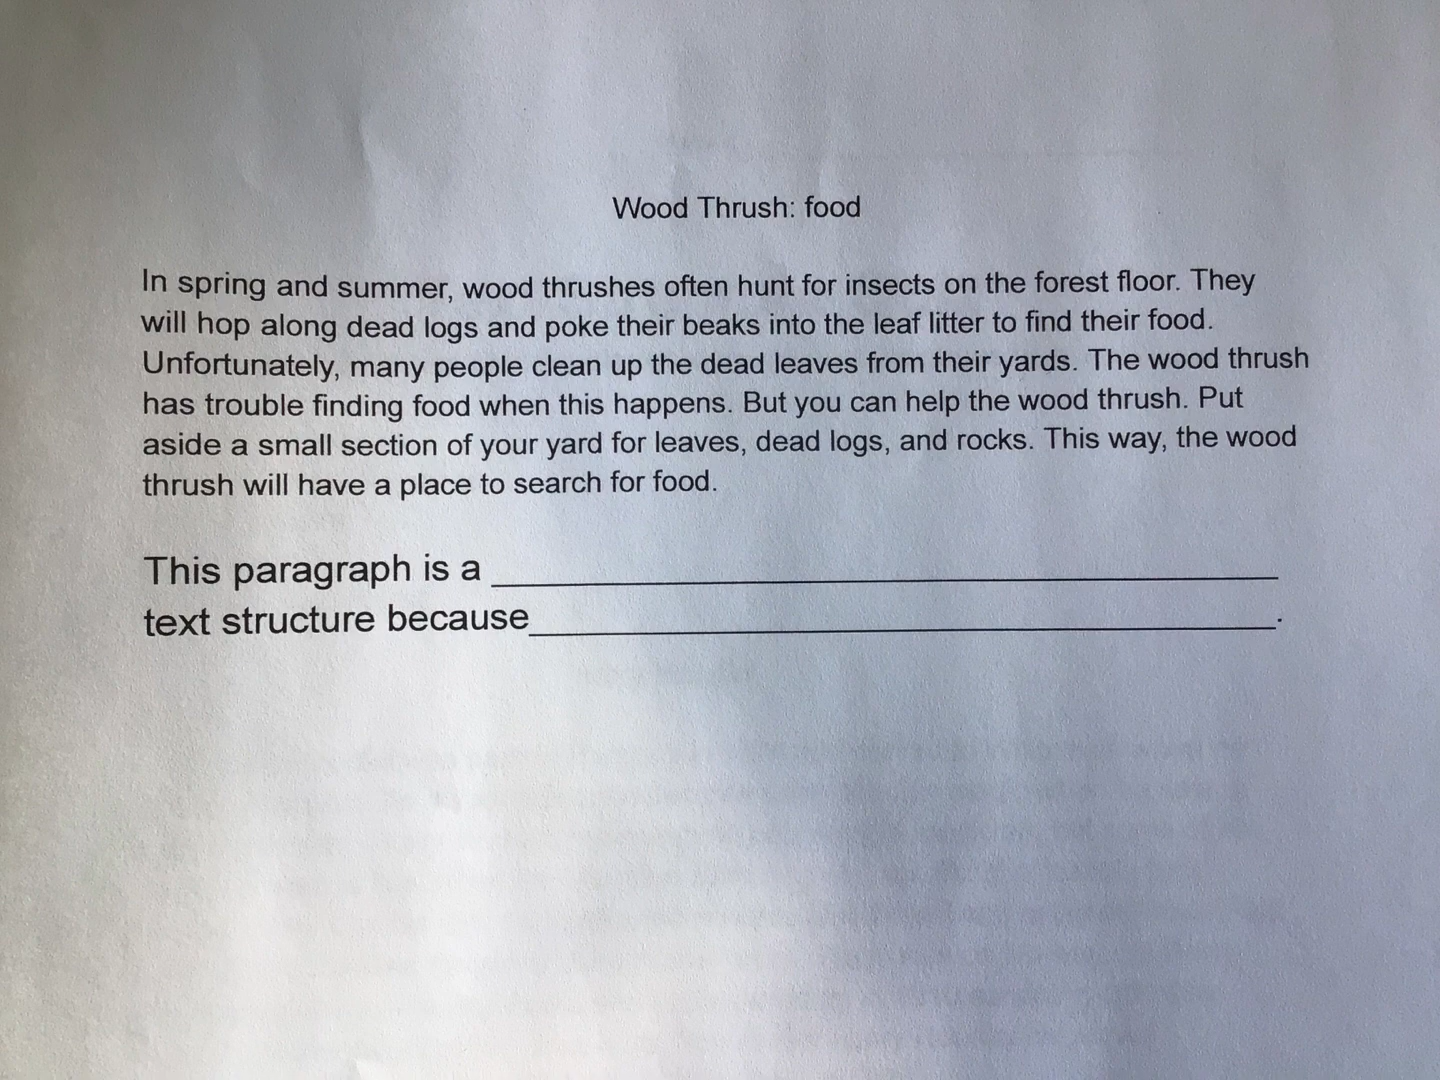 Wood Thrush: food
In spring and summer, wood thrushes often hunt for insects on the forest floor. They
will hop along dead logs and poke their beaks into the leaf litter to find their food.
Unfortunately, many people clean up the dead leaves from their yards. The wood thrush
has trouble finding food when this happens. But you can help the wood thrush. Put
aside a small section of your yard for leaves, dead logs, and rocks. This way, the wood
thrush will have a place to search for food.
This paragraph is a
text structure because .